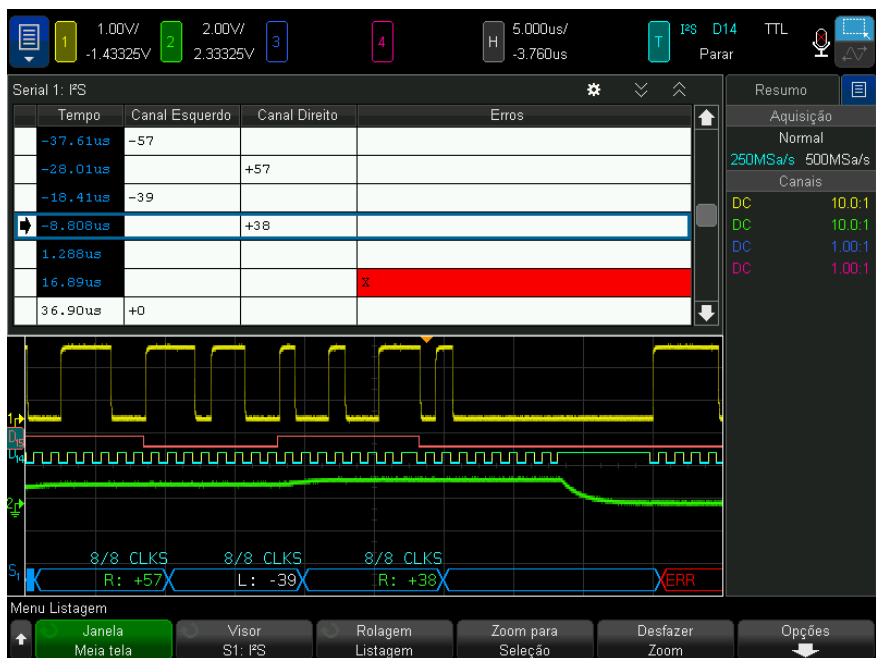 1 1.00V/ 2 2.00V/ 3 4 H 5.000us/ T I²S D14 TTL
-1.43325V 2.33325V -3.760us Parar
Serial 1: I²S
Tempo Canal Esquerdo Canal Direito Erros
-37.61us -57
-28.01us +57
-18.41us -39
-8.808us +38
1.288us
16.89us X
36.90us +0
Resumo
Aquisição
Normal
250MSa/s 500MSa/s
Canais
DC 10.0:1
DC 10.0:1
DC 1.00:1
DC 1.00:1
1
D15
D14
2
8/8 CLKS 8/8 CLKS 8/8 CLKS
S1 R: +57 L: -39 R: +38 ERR
Menu Listagem
Janela Visor Rolagem Zoom para Desfazer Opções
Meia tela S1: I²S Listagem Seleção Zoom